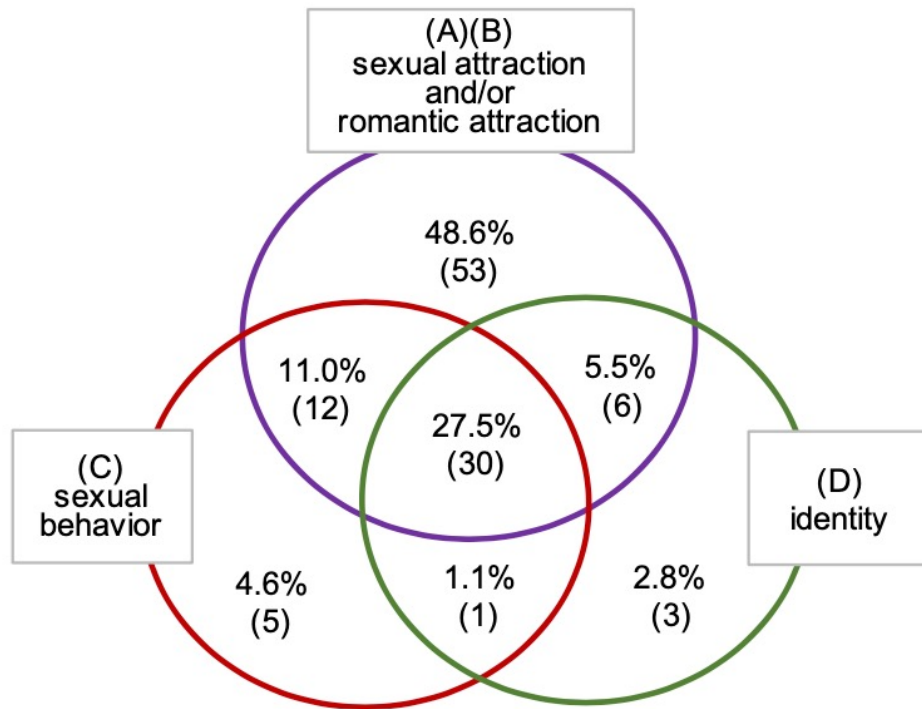 (A)(B)
sexual attraction
and/or
romantic attraction
48.6%
(53)
11.0%
(12)
5.5%
(6)
27.5%
(30)
(C)
sexual
behavior
(D)
identity
4.6%
(5)
1.1%
(1)
2.8%
(3)